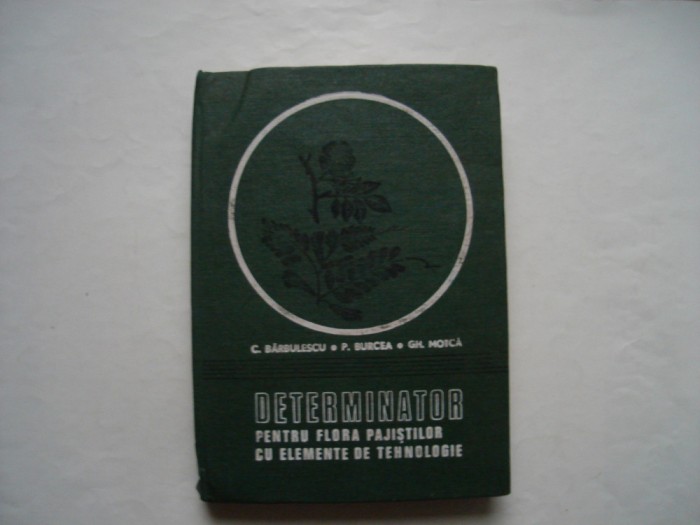 C. BĂRBULESCU • P. BURCEA • GH. MOTCĂ
DETERMINATOR
PENTRU FLORA PAJIȘTILOR
CU ELEMENTE DE TEHNOLOGIE